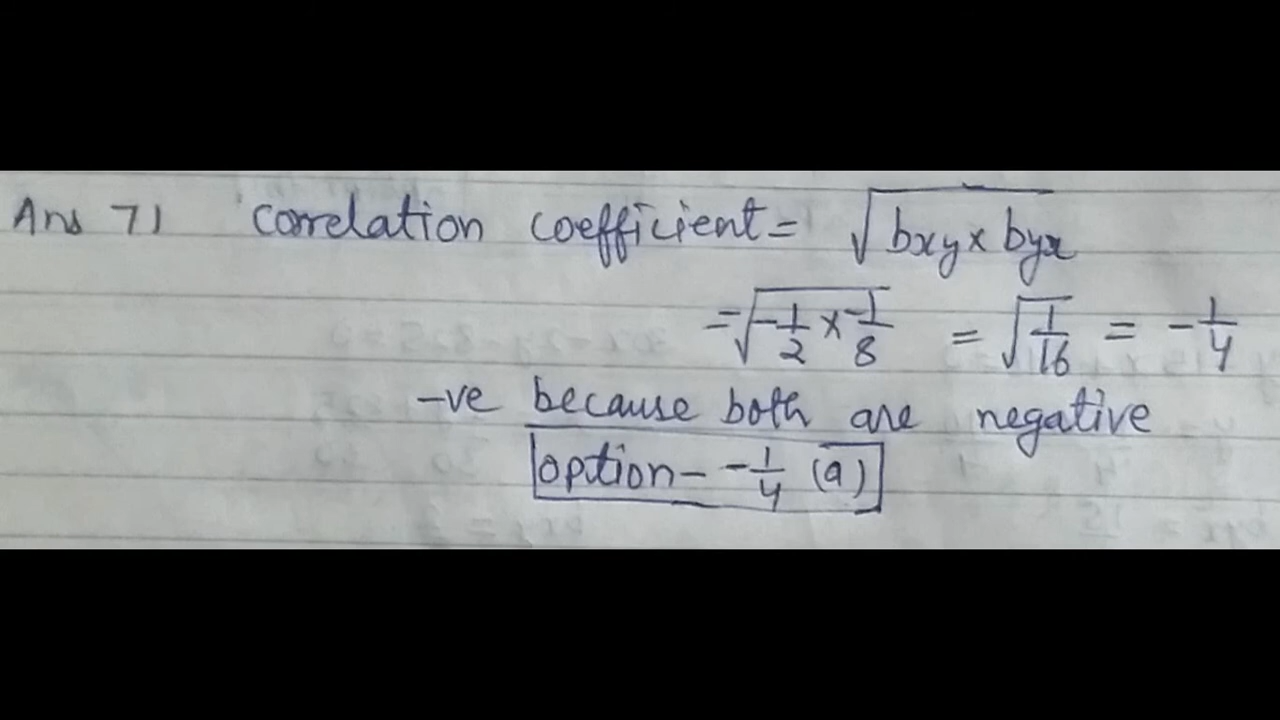 Ans 71 correlation coefficient = √bxy × byx
= √-1/2 × -1/8 = √1/16 = -1/4
-ve because both are negative
option - -1/4 (a)